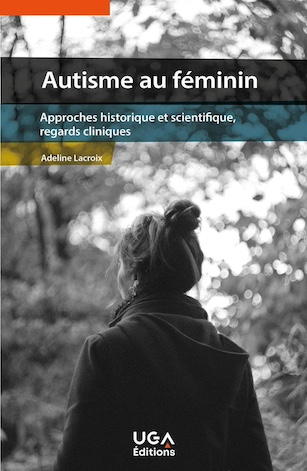 Autisme au féminin
Approches historique et scientifique,
regards cliniques
Adeline Lacroix
UGA
Éditions